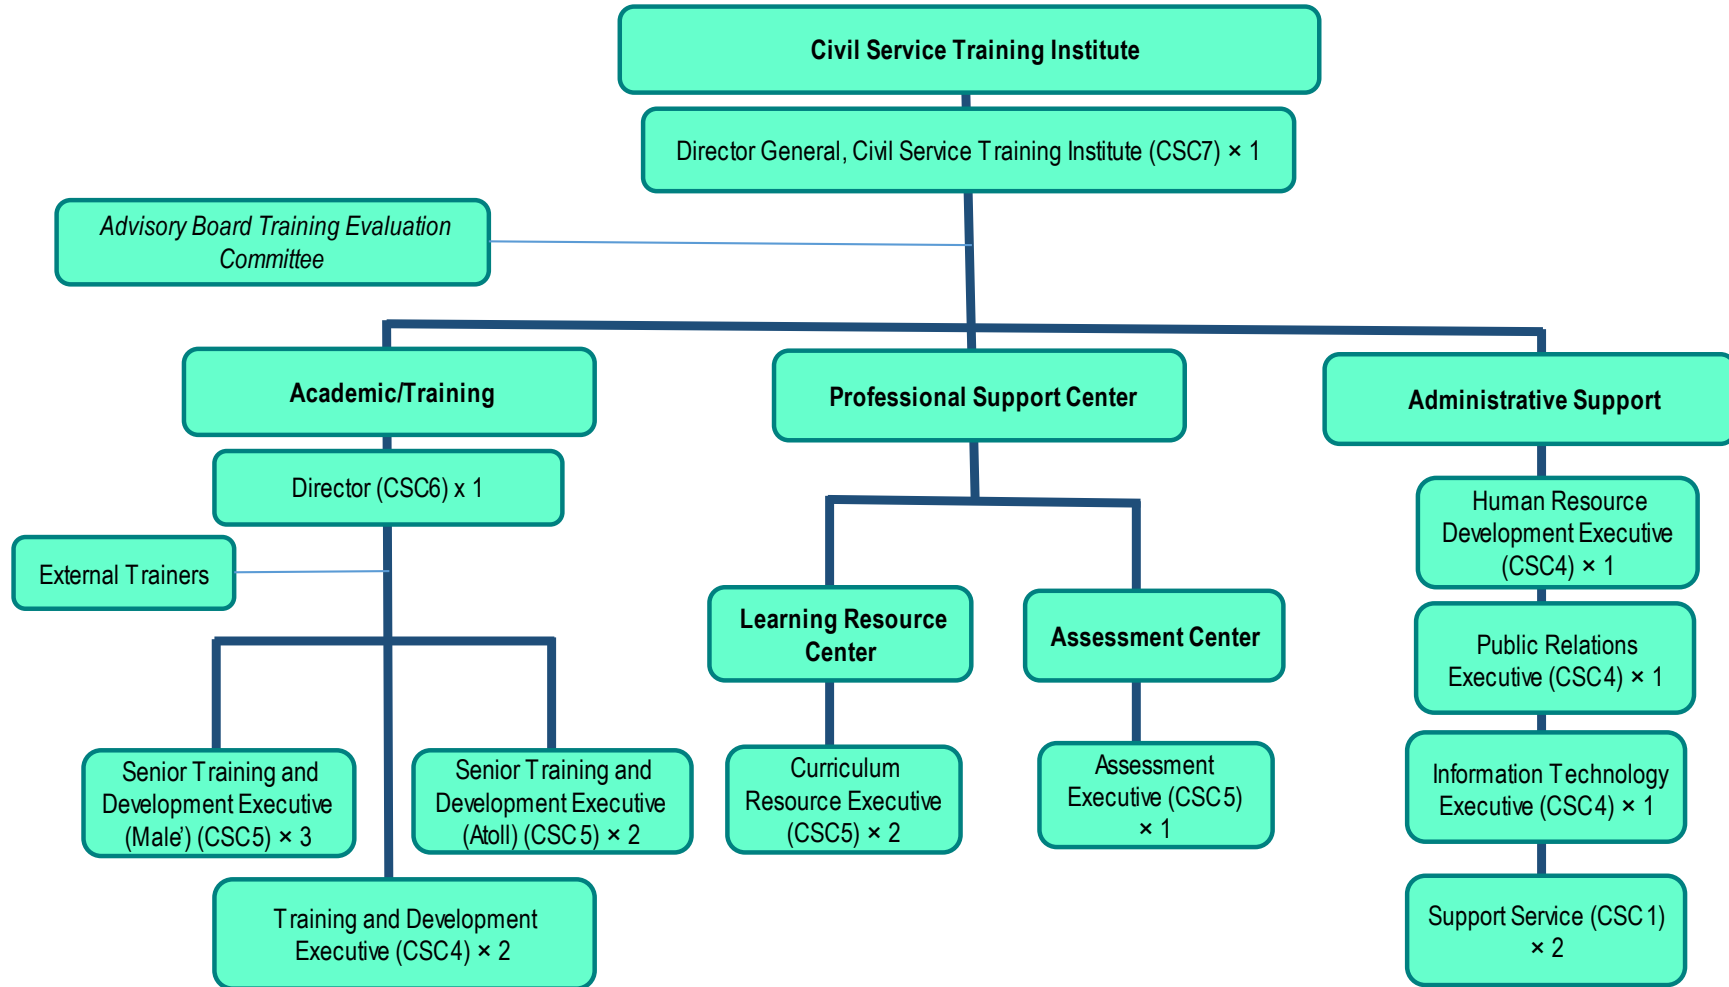 Civil Service Training Institute
Director General, Civil Service Training Institute (CSC7) × 1
Advisory Board Training Evaluation
Committee
Academic/Training
Professional Support Center
Administrative Support
Director (CSC6) x 1
External Trainers
Human Resource
Development Executive
(CSC4) × 1
Learning Resource
Center
Assessment Center
Public Relations
Executive (CSC4) × 1
Senior Training and
Development Executive
(Male') (CSC5) × 3
Senior Training and
Development Executive
(Atoll) (CSC5) × 2
Curriculum
Resource Executive
(CSC5) × 2
Assessment
Executive (CSC5)
× 1
Information Technology
Executive (CSC4) × 1
Training and Development
Executive (CSC4) × 2
Support Service (CSC1)
× 2